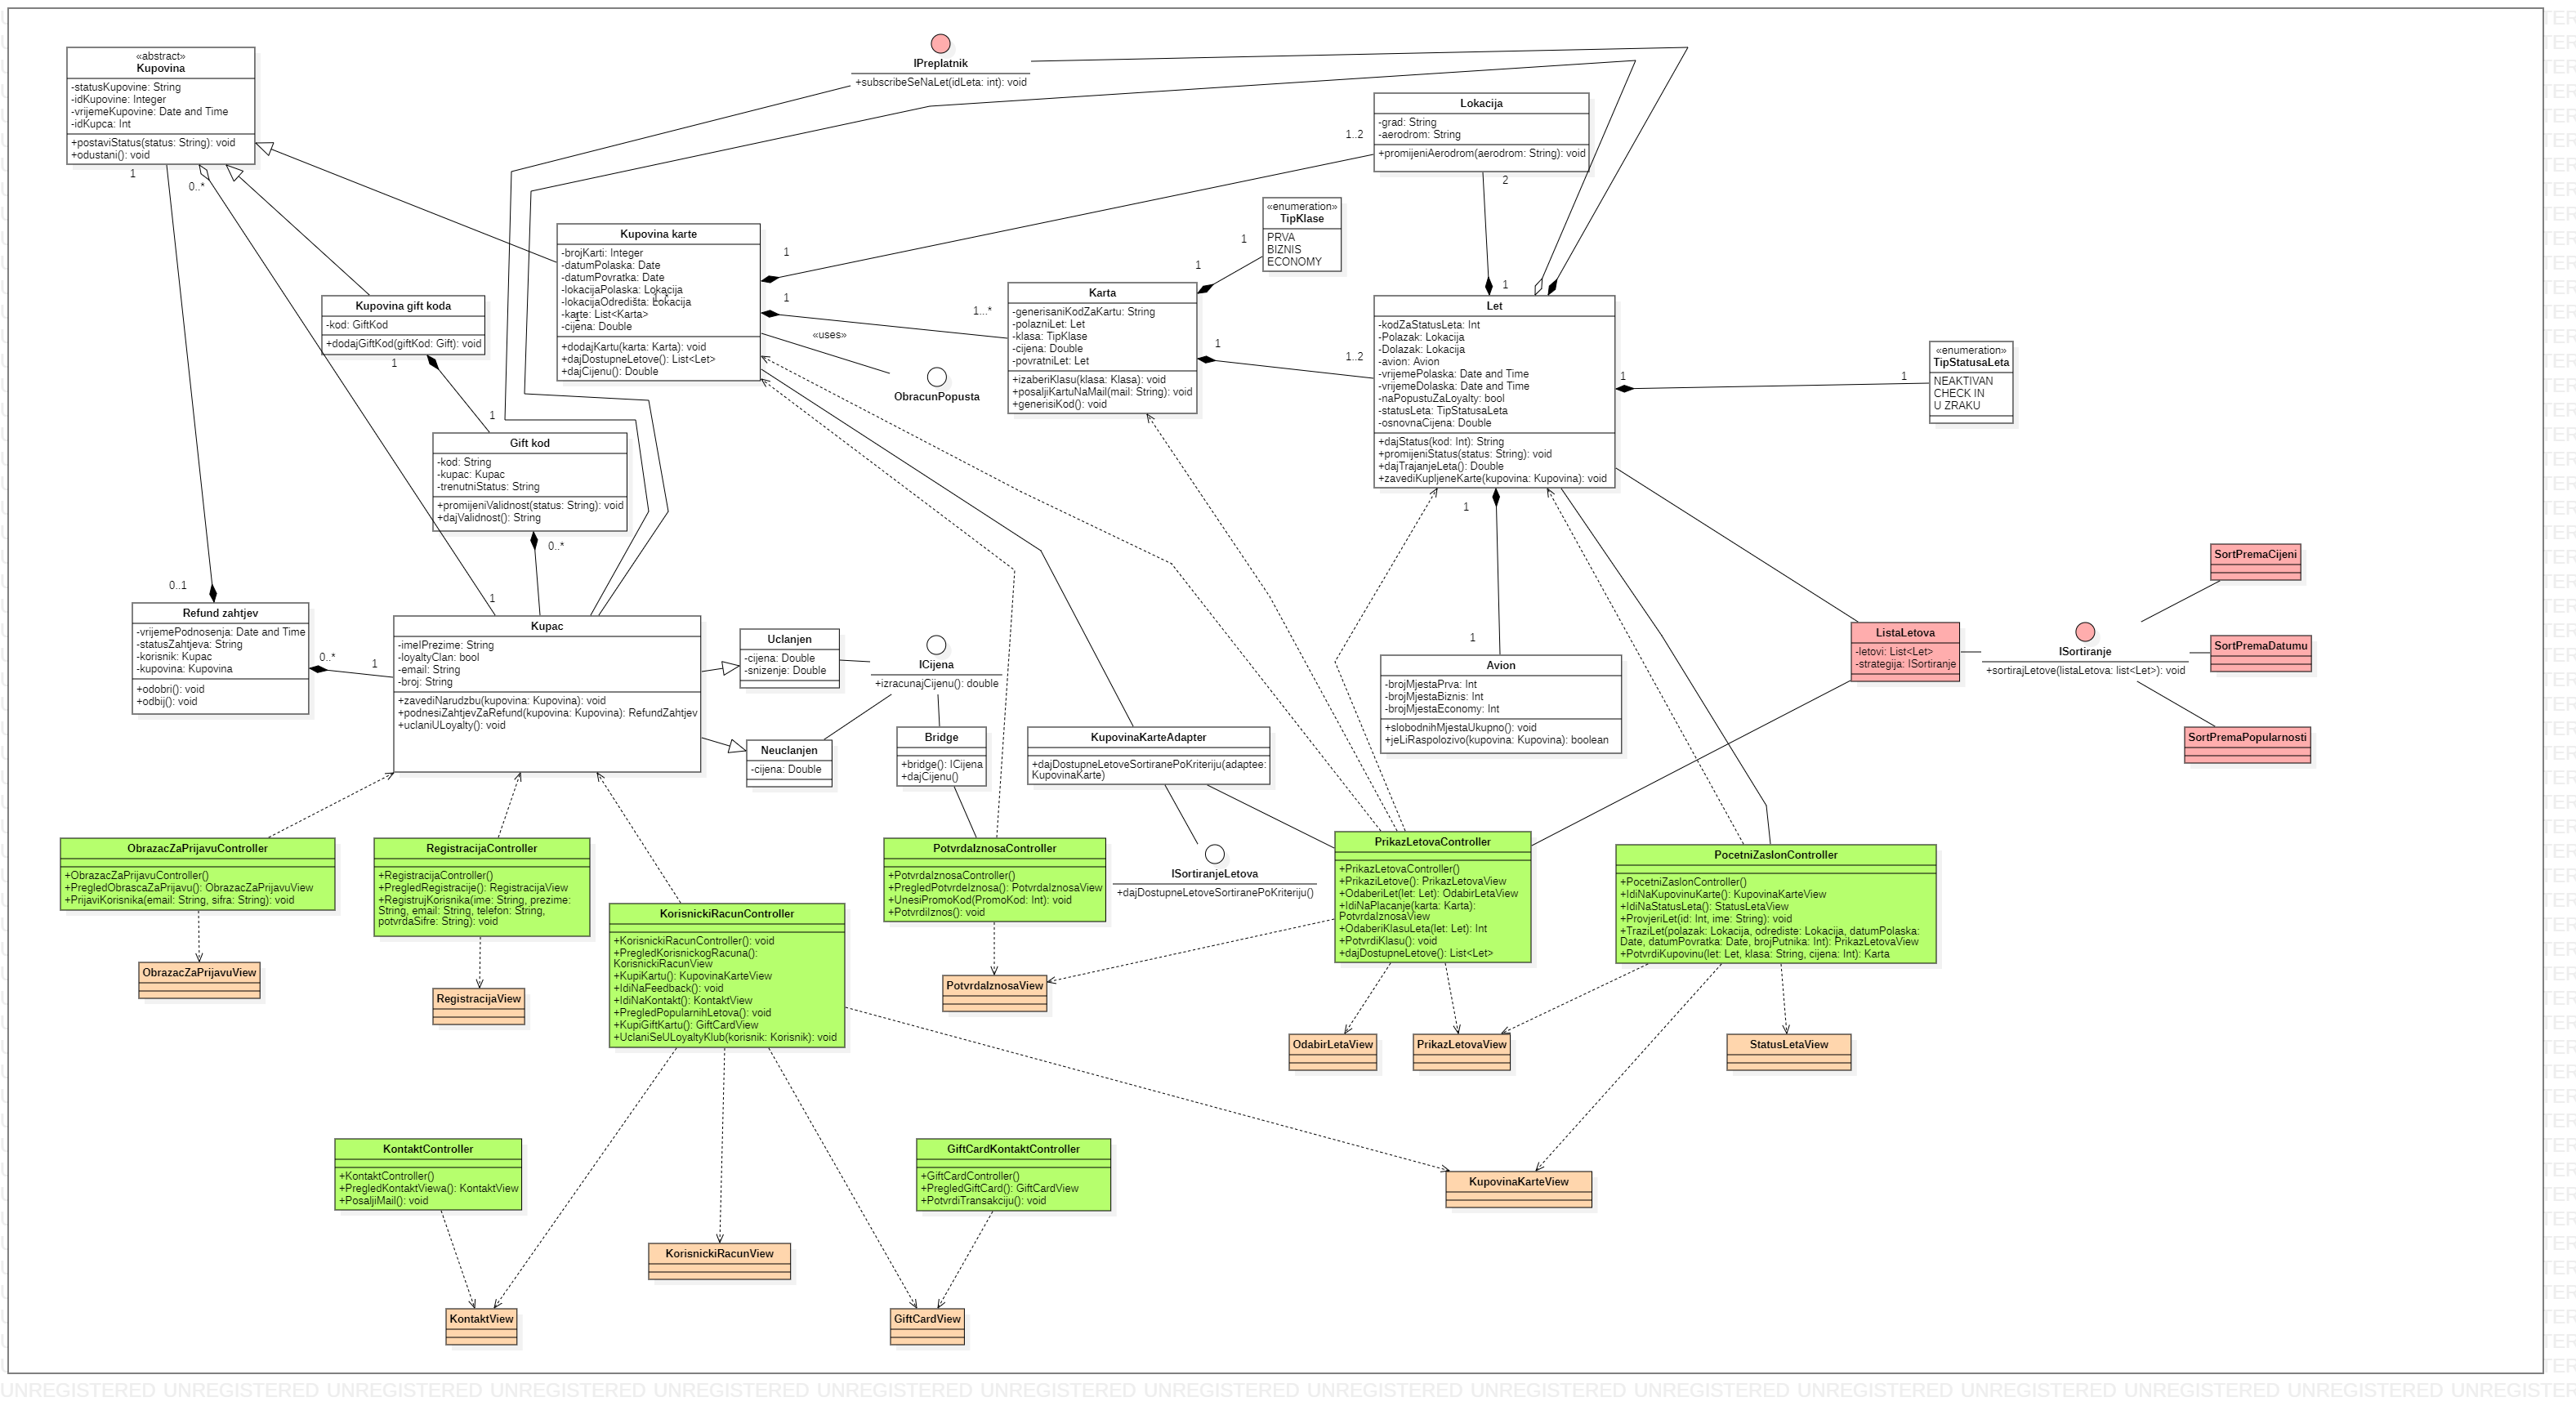 «abstract»
Kupovina
-statusKupovine: String
-idKupovine: Integer
-vrijemeKupovine: Date and Time
-idKupca: Int
+postaviStatus(status: String): void
+odustani(): void
1
0..*
IPreplatnik
+subscribeSeNaLet(idLeta: int): void
Lokacija
-grad: String
-aerodrom: String
+promijeniAerodrom(aerodrom: String): void
1..2
2
1
«enumeration»
TipKlase
PRVA
BIZNIS
ECONOMY
1
1
Kupovina karte
-brojKarti: Integer
-datumPolaska: Date
-datumPovratka: Date
-lokacijaPolaska: Lokacija
-lokacijaOdredišta: Lokacija
-karte: List<Karta>
-cijena: Double
+dodajKartu(karta: Karta): void
+dajDostupneLetove(): List<Let>
+dajCijenu(): Double
1
1
1...*
«uses»
ObracunPopusta
Kupovina gift koda
-kod: GiftKod
+dodajGiftKod(giftKod: Gift): void
1
1
Karta
-generisaniKodZaKartu: String
-polazniLet: Let
-klasa: TipKlase
-cijena: Double
-povratniLet: Let
+izaberiKlasu(klasa: Klasa): void
+posaljiKartuNaMail(mail: String): void
+generisiKod(): void
1
1..2
Let
-kodZaStatusLeta: Int
-Polazak: Lokacija
-Dolazak: Lokacija
-avion: Avion
-vrijemePolaska: Date and Time
-vrijemeDolaska: Date and Time
-naPopustuZaLoyalty: bool
-statusLeta: TipStatusaLeta
-osnovnaCijena: Double
+dajStatus(kod: Int): String
+promijeniStatus(status: String): void
+dajTrajanjeLeta(): Double
+zavediKupljeneKarte(kupovina: Kupovina): void
1
1
«enumeration»
TipStatusaLeta
NEAKTIVAN
CHECK IN
U ZRAKU
1
1
Gift kod
-kod: String
-kupac: Kupac
-trenutniStatus: String
+promijeniValidnost(status: String): void
+dajValidnost(): String
0..*
1
0..1
Refund zahtjev
-vrijemePodnosenja: Date and Time
-statusZahtjeva: String
-korisnik: Kupac
-kupovina: Kupovina
+odobri(): void
+odbij(): void
0..*
1
Kupac
-imeIPrezime: String
-loyaltyClan: bool
-email: String
-broj: String
+zavediNarudzbu(kupovina: Kupovina): void
+podnesiZahtjevZaRefund(kupovina: Kupovina): RefundZahtjev
+uclaniULoyalty(): void
Uclanjen
-cijena: Double
-snizenje: Double
ICijena
+izracunajCijenu(): double
Neuclanjen
-cijena: Double
Bridge
+bridge(): ICijena
+dajCijenu()
KupovinaKarteAdapter
+dajDostupneLetoveSortiranePoKriteriju(adaptee:
KupovinaKarte)
Avion
-brojMjestaPrva: Int
-brojMjestaBiznis: Int
-brojMjestaEconomy: Int
+slobodnihMjestaUkupno(): void
+jeLiRaspolozivo(kupovina: Kupovina): boolean
ListaLetova
-letovi: List<Let>
-strategija: ISortiranje
ISortiranje
+sortirajLetove(listaLetova: list<Let>): void
SortPremaCijeni
SortPremaDatumu
SortPremaPopularnosti
ObrazacZaPrijavuController
+ObrazacZaPrijavuController()
+PregledObrascaZaPrijavu(): ObrazacZaPrijavuView
+PrijaviKorisnika(email: String, sifra: String): void
RegistracijaController
+RegistracijaController()
+PregledRegistracije(): RegistracijaView
+RegistrujKorisnika(ime: String, prezime:
String, email: String, telefon: String,
potvrdaSifre: String): void
KorisnickiRacunController
+KorisnickiRacunController(): void
+PregledKorisnickogRacuna():
KorisnickiRacunView
+KupiKartu(): KupovinaKarteView
+IdiNaFeedback(): void
+IdiNaKontakt(): KontaktView
+PregledPopularnihLetova(): void
+KupiGiftKartu(): GiftCardView
+UclaniSeULoyaltyKlub(korisnik: Korisnik): void
PotvrdaIznosaController
+PotvrdaIznosaController()
+PregledPotvrdeIznosa(): PotvrdaIznosaView
+UnesiPromoKod(PromoKod: Int): void
+PotvrdiIznos(): void
ISortiranjeLetova
+dajDostupneLetoveSortiranePoKriteriju()
PrikazLetovaController
+PrikazLetovaController()
+PrikaziLetove(): PrikazLetovaView
+OdaberiLet(let: Let): OdabirLetaView
+IdiNaPlacanje(karta: Karta):
PotvrdaIznosaView
+OdaberiKlasuLeta(let: Let): Int
+PotvrdiKlasu(): void
+dajDostupneLetove(): List<Let>
PocetniZaslonController
+PocetniZaslonController()
+IdiNaKupovinuKarte(): KupovinaKarteView
+IdiNaStatusLeta(): StatusLetaView
+ProvjeriLet(id: Int, ime: String): void
+TraziLet(polazak: Lokacija, odrediste: Lokacija, datumPolaska:
Date, datumPovratka: Date, brojPutnika: Int): PrikazLetovaView
+PotvrdiKupovinu(let: Let, klasa: String, cijena: Int): Karta
ObrazacZaPrijavuView
RegistracijaView
PotvrdaIznosaView
OdabirLetaView
PrikazLetovaView
StatusLetaView
KontaktController
+KontaktController()
+PregledKontaktViewa(): KontaktView
+PosaljiMail(): void
GiftCardKontaktController
+GiftCardController()
+PregledGiftCard(): GiftCardView
+PotvrdiTransakciju(): void
KupovinaKarteView
KorisnickiRacunView
KontaktView
GiftCardView
UNREGISTERED UNREGISTERED UNREGISTERED UNREGISTERED UNREGISTERED UNREGISTERED UNREGISTERED UNREGISTERED UNREGISTERED UNREGISTERED UNREGISTERED UNREGISTERED UNREGISTERED UNREGISTERED UNREGISTERED UNREGISTER